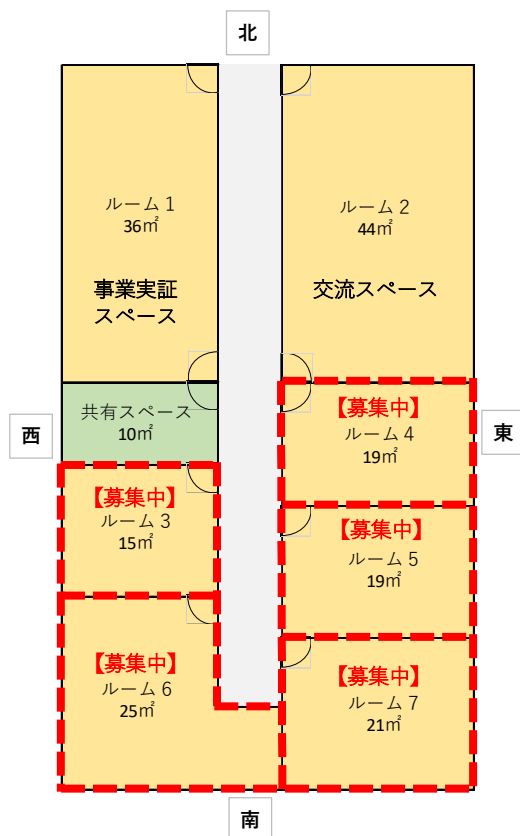 北
ルーム１
36㎡
事業実証
スペース
ルーム２
44㎡
交流スペース
西
共有スペース
10㎡
【募集中】
ルーム４
19㎡
東
【募集中】
ルーム３
15㎡
【募集中】
ルーム５
19㎡
【募集中】
ルーム６
25㎡
【募集中】
ルーム７
21㎡
南